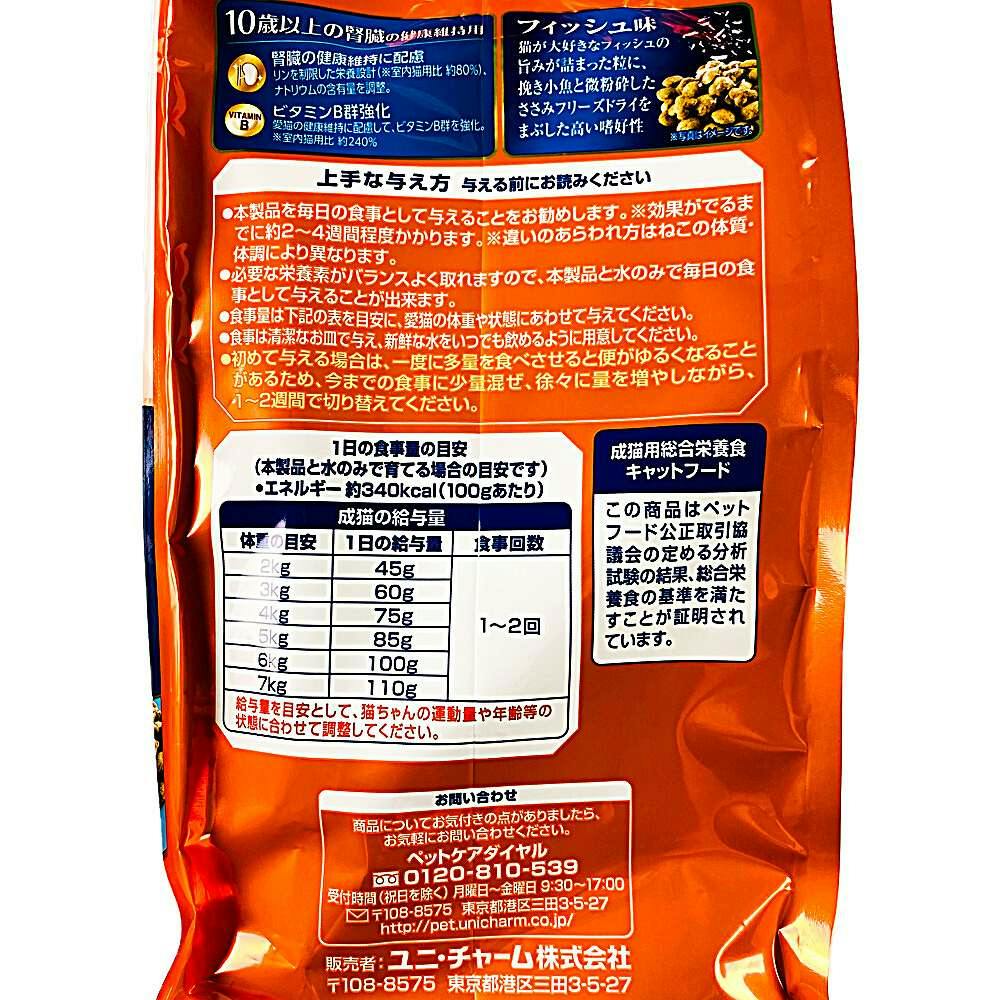 10歳以上の腎臓の健康維持用
腎臓の健康維持に配慮
リンを制限した栄養設計(※室内猫用比 約80%)、
ナトリウムの含有量を調整。
VITAMIN
B
ビタミンB群強化
愛猫の健康維持に配慮して、ビタミンB群を強化。
※室内猫用比 約240%
フィッシュ味
猫が大好きなフィッシュの
旨みが詰まった粒に、
挽き小魚と微粉砕した
ささみフリーズドライを
まぶした高い嗜好性
※写真はイメージです。
上手な与え方 与える前にお読みください
●本製品を毎日の食事として与えることをお勧めします。※効果がでるま
でに約2〜4週間程度かかります。※違いのあらわれ方はねこの体質・
体調により異なります。
●必要な栄養素がバランスよく取れますので、本製品と水のみで毎日の食
事として与えることが出来ます。
●食事量は下記の表を目安に、愛猫の体重や状態にあわせて与えてください。
●食事は清潔なお皿で与え、新鮮な水をいつでも飲めるように用意してください。
●初めて与える場合は、一度に多量を食べさせると便がゆるくなること
があるため、今までの食事に少量混ぜ、徐々に量を増やしながら、
1〜2週間で切り替えてください。
1日の食事量の目安
(本製品と水のみで育てる場合の目安です)
●エネルギー 約340kcal(100gあたり)
成猫の給与量
体重の目安 1日の給与量 食事回数
2kg 45g
3kg 60g
4kg 75g
1〜2回
5kg 85g
6kg 100g
7kg 110g
給与量を目安として、猫ちゃんの運動量や年齢等の
状態に合わせて調整してください。
成猫用総合栄養食
キャットフード
この商品はペット
フード公正取引協
議会の定める分析
試験の結果、総合栄
養食の基準を満た
すことが証明され
ています。
お問い合わせ
商品についてお気付きの点がありましたら、
お気軽にお問い合わせください。
ペットケアダイヤル
0120-810-539
受付時間(祝日を除く) 月曜日〜金曜日 9:30〜17:00
〒108-8575 東京都港区三田3-5-27
http://pet.unicharm.co.jp/
販売者: ユニ・チャーム株式会社
〒108-8575 東京都港区三田3-5-27